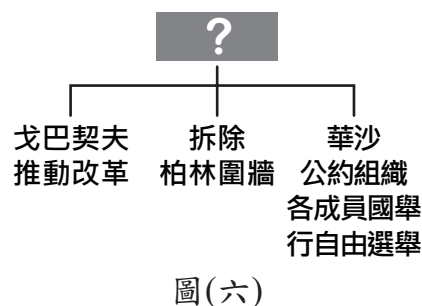 ?
戈巴契夫
推動改革
拆除
柏林圍牆
華沙
公約組織
各成員國舉
行自由選舉
圖(六)